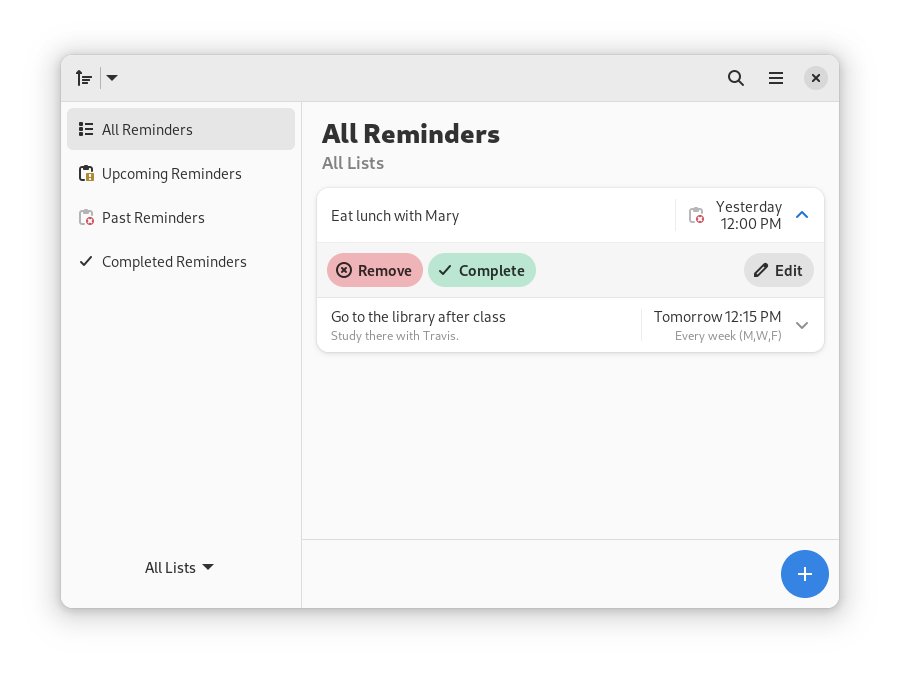 All Reminders
Upcoming Reminders
Past Reminders
Completed Reminders
All Lists
All Reminders
All Lists
Eat lunch with Mary
Yesterday
12:00 PM
Remove
Complete
Edit
Go to the library after class
Study there with Travis.
Tomorrow 12:15 PM
Every week (M,W,F)